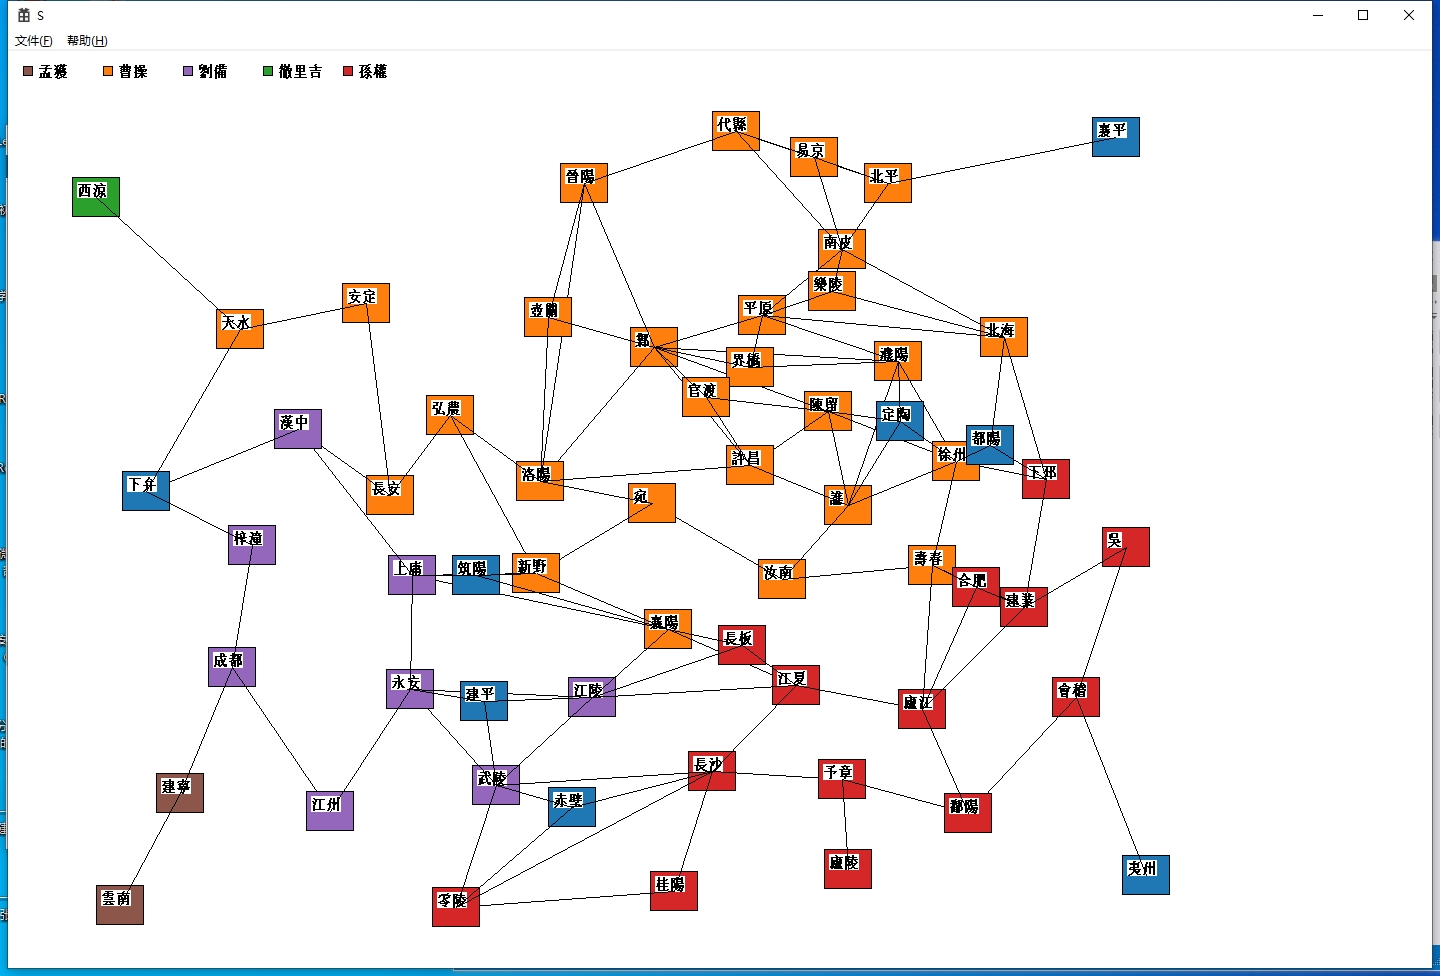 S
文件(F) 帮助(H)
孟獲 曹操 劉備 徹里吉 孫權
代縣
襄平
易京
晉陽
北平
西涼
南皮
樂陵
安定
壺關
平原
天水
北海
鄴
濮陽
界橋
官渡
陳留
弘農
定陶
漢中
都陽
徐州
許昌
下邳
洛陽
下弁
長安
宛
譙
梓潼
吳
壽春
上庸
筑陽
新野
汝南
合肥
建業
襄陽
長板
成都
江夏
永安
建平
江陵
會稽
廬江
長沙
武陵
予章
建寧
赤壁
江州
鄱陽
廬陵
夷州
桂陽
雲南
零陵